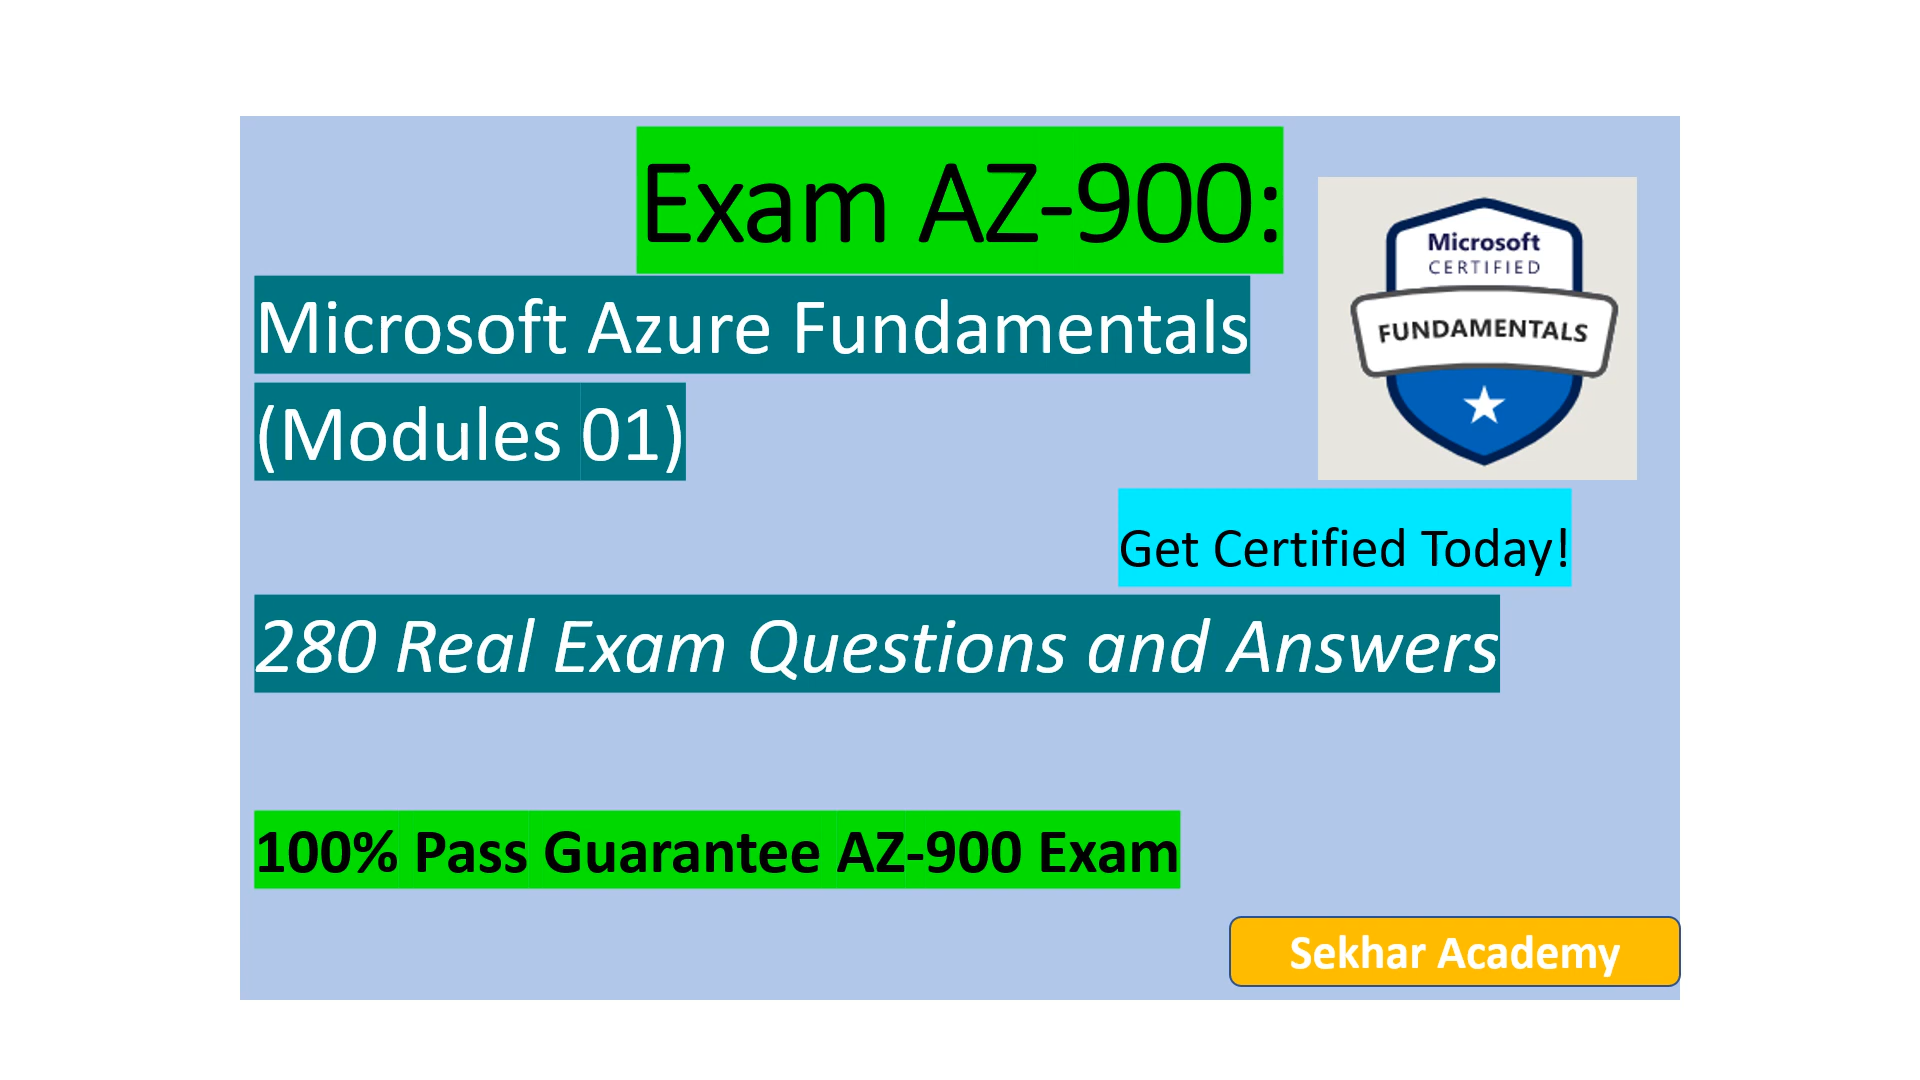 Exam AZ-900:
Microsoft
CERTIFIED
FUNDAMENTALS
Microsoft Azure Fundamentals
(Modules 01)
Get Certified Today!
280 Real Exam Questions and Answers
100% Pass Guarantee AZ-900 Exam
Sekhar Academy